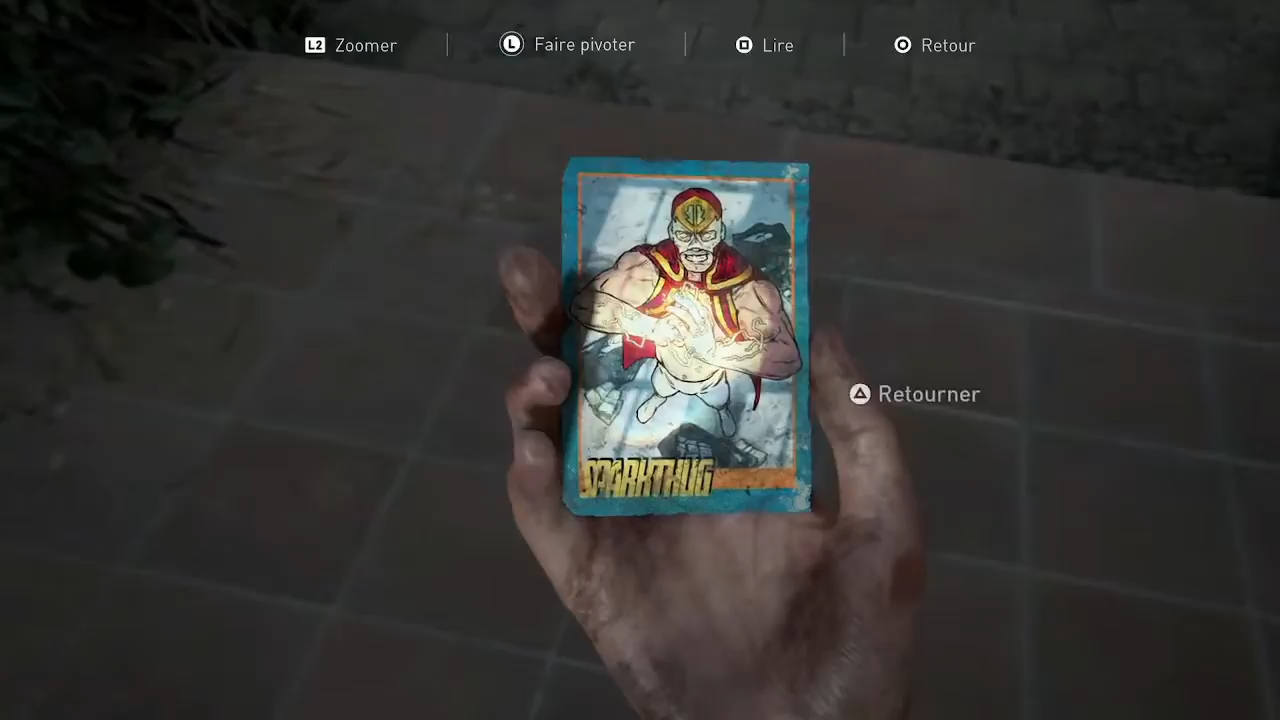 L2 Zoomer
L Faire pivoter
Lire
Retour
Retourner
SPARKTHUG